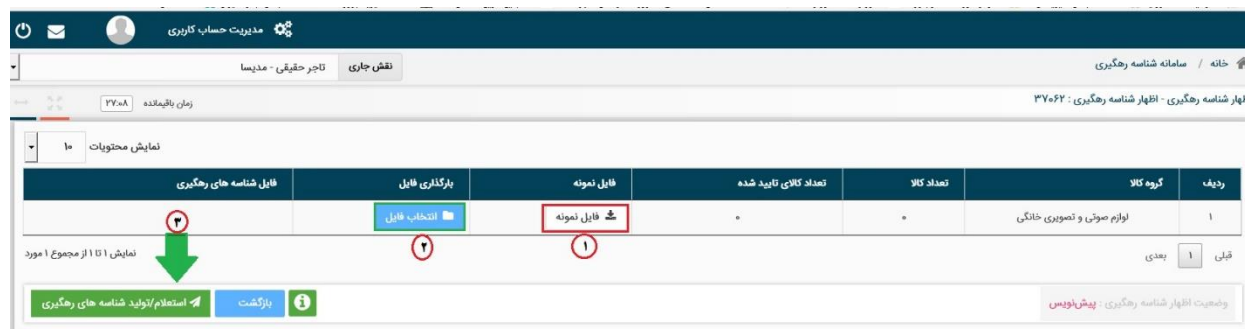 مدیریت حساب کاربری
خانه / سامانه شناسه رهگیری
نقش جاری تاجر حقیقی - مدیسا
ظهار شناسه رهگیری - اظهار شناسه رهگیری : ۳۷۰۶۲
زمان باقیمانده ۲۷:۰۸
نمایش محتویات ۱۰
ردیف گروه کالا تعداد کالا تعداد کالای تایید شده فایل نمونه بارگذاری فایل فایل شناسه های رهگیری
۱ لوازم صوتی و تصویری خانگی ۰ ۰ فایل نمونه انتخاب فایل
۱ ۲ ۳
قبلی ۱ بعدی
نمایش ۱ تا ۱ از مجموع ۱ مورد
وضعیت اظهار شناسه رهگیری : پیش‌نویس
بازگشت استعلام/تولید شناسه های رهگیری